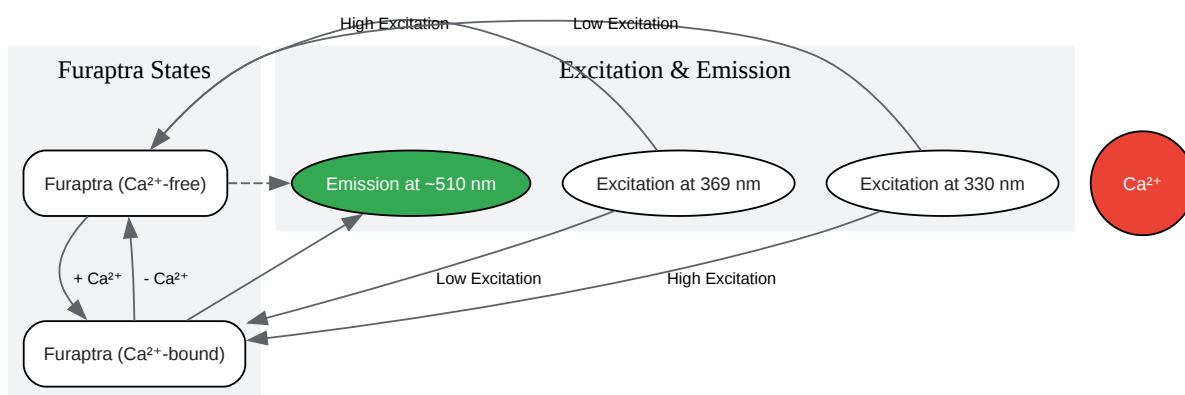 High Excitation
Low Excitation
Furaptra States
Excitation & Emission
Furaptra (Ca²⁺-free)
Emission at ~510 nm
Excitation at 369 nm
Excitation at 330 nm
Ca²⁺
+ Ca²⁺
- Ca²⁺
Low Excitation
High Excitation
Furaptra (Ca²⁺-bound)